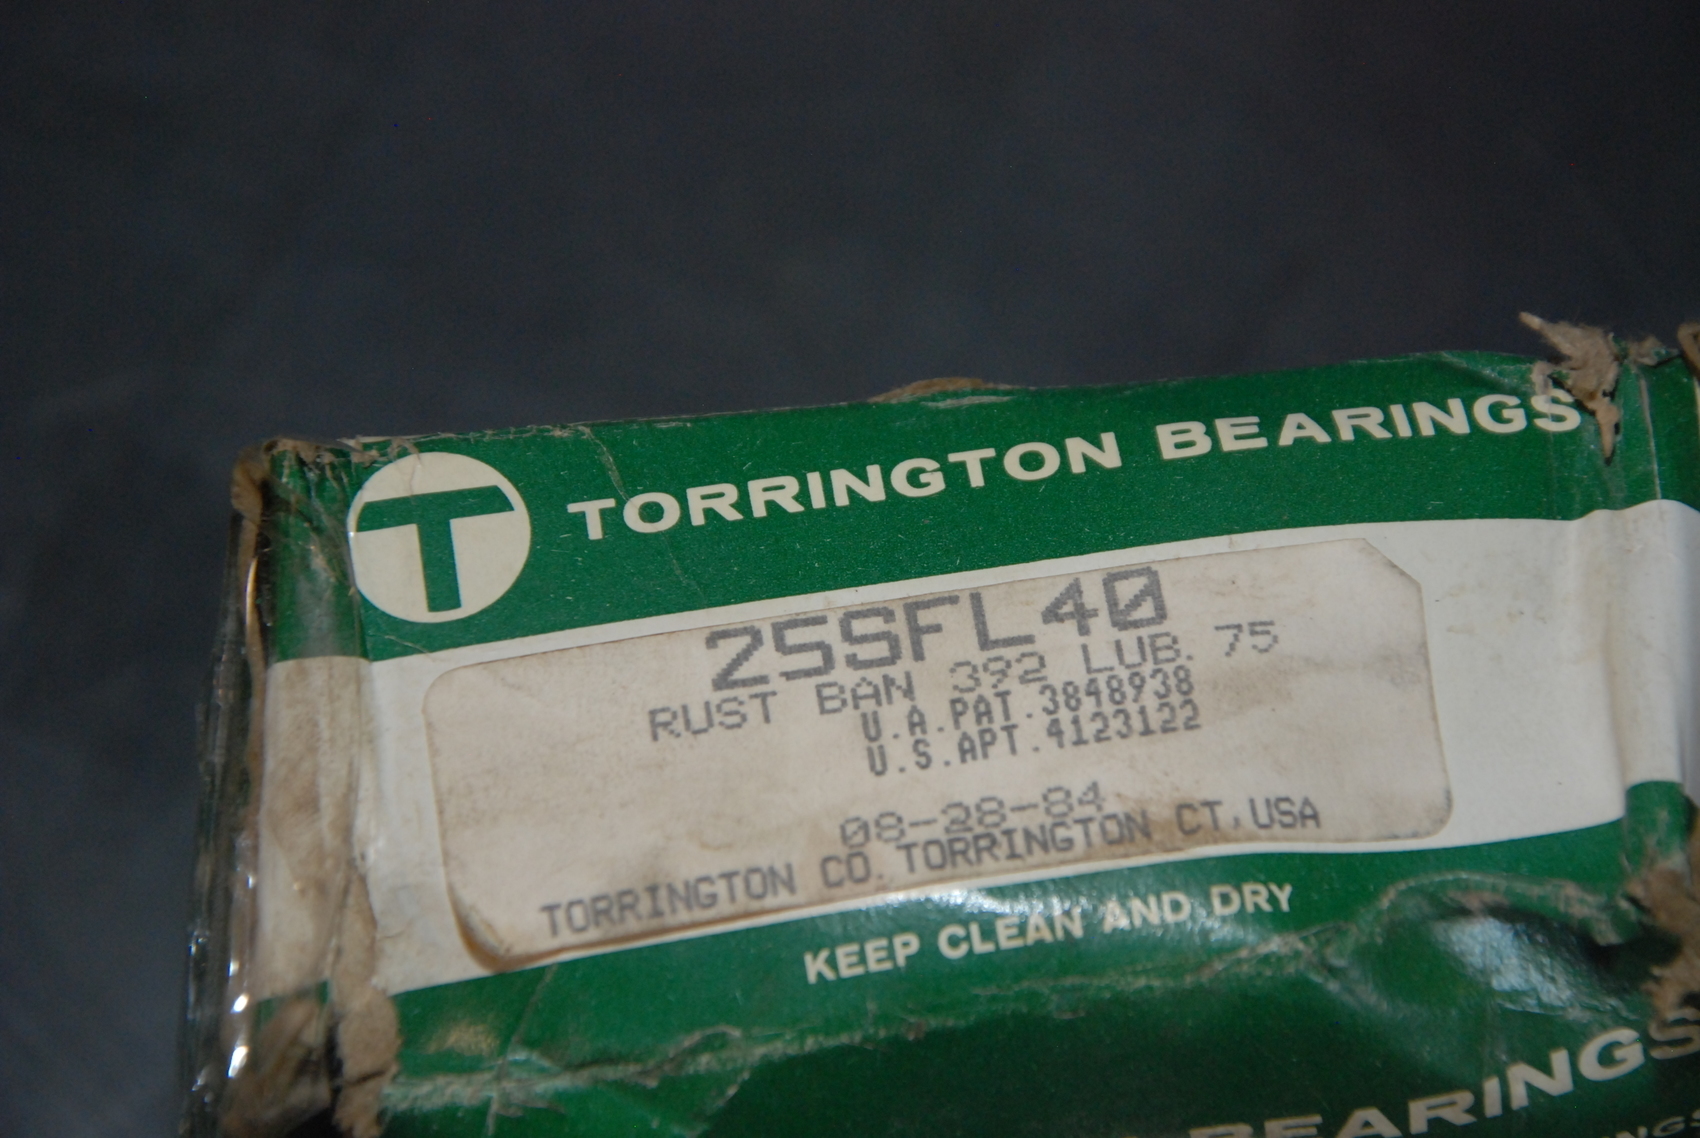 T TORRINGTON BEARINGS
25SFL40
RUST BAN 392 LUB. 75
U.A.PAT.3848938
U.S.APT.4123122
08-28-84
TORRINGTON CO. TORRINGTON CT, USA
KEEP CLEAN AND DRY
BEARINGS